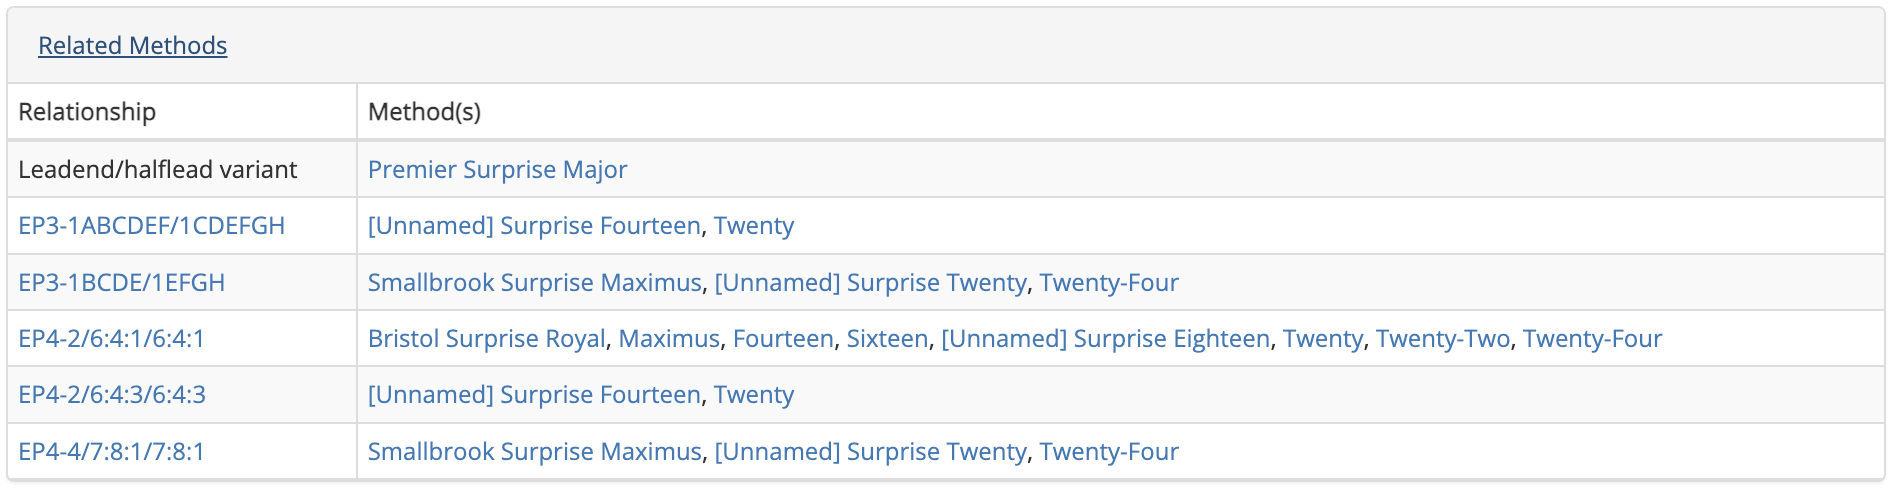 Related Methods
Relationship Method(s)
Leadend/halflead variant Premier Surprise Major
EP3-1ABCDEF/1CDEFGH [Unnamed] Surprise Fourteen, Twenty
EP3-1BCDE/1EFGH Smallbrook Surprise Maximus, [Unnamed] Surprise Twenty, Twenty-Four
EP4-2/6:4:1/6:4:1 Bristol Surprise Royal, Maximus, Fourteen, Sixteen, [Unnamed] Surprise Eighteen, Twenty, Twenty-Two, Twenty-Four
EP4-2/6:4:3/6:4:3 [Unnamed] Surprise Fourteen, Twenty
EP4-4/7:8:1/7:8:1 Smallbrook Surprise Maximus, [Unnamed] Surprise Twenty, Twenty-Four